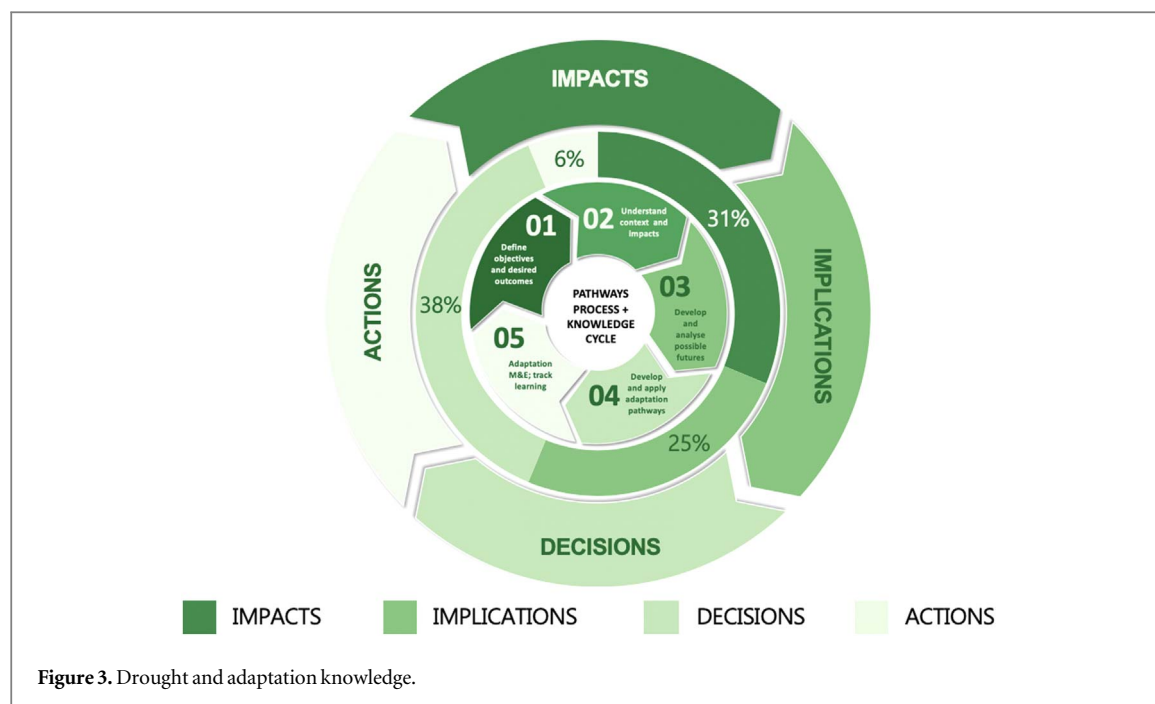 IMPACTS
6%
31%
01
Define
objectives
and desired
outcomes
02
Understand
context and
impacts
03
Develop
and
analyse
possible
futures
PATHWAYS
PROCESS +
KNOWLEDGE
CYCLE
ACTIONS
38%
IMPLICATIONS
05
Adaptation
M&E; track
learning
04
Develop
and apply
adaptation
pathways
25%
DECISIONS
IMPACTS
IMPLICATIONS
DECISIONS
ACTIONS
Figure 3. Drought and adaptation knowledge.